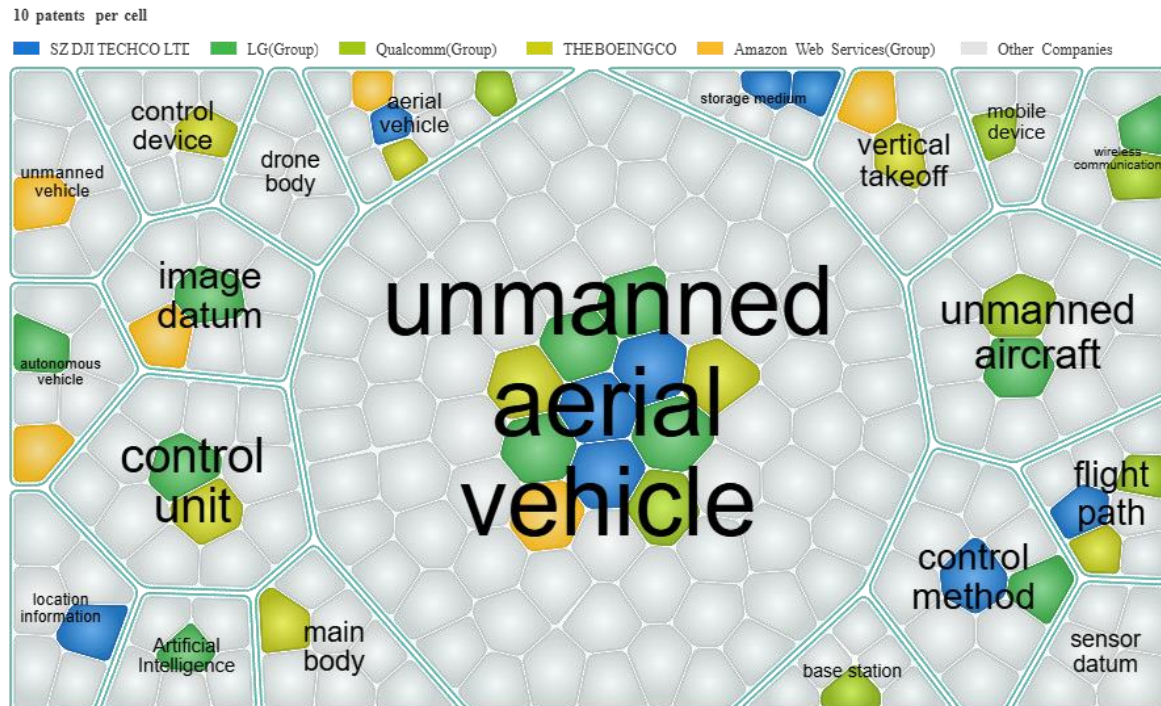 10 patents per cell
SZ DJI TECHCO LTD
LG(Group)
Qualcomm(Group)
THEBOEINGCO
Amazon Web Services(Group)
Other Companies
control
device
aerial
vehicle
storage medium
mobile
device
vertical
takeoff
wireless
communication
drone
body
unmanned
vehicle
image
datum
unmanned
aerial
vehicle
unmanned
aircraft
autonomous
vehicle
control
unit
flight
path
control
method
location
information
Artificial
Intelligence
main
body
base station
sensor
datum